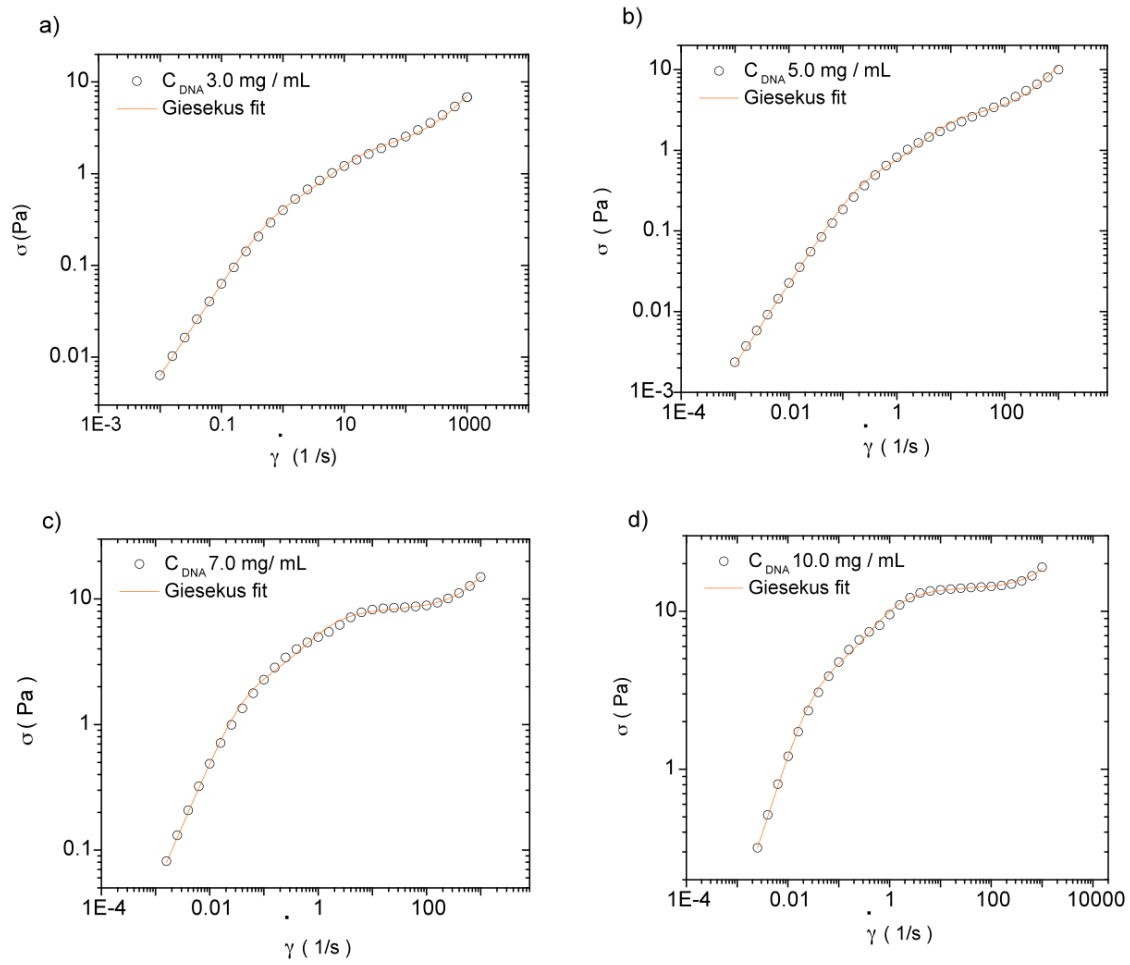 a)
C DNA 3.0 mg / mL
Giesekus fit
10
1
0.1
0.01
σ (Pa)
1E-3 0.1 10 1000
γ̇ (1 /s)
b)
C DNA 5.0 mg / mL
Giesekus fit
10
1
0.1
0.01
1E-3
σ ( Pa )
1E-4 0.01 1 100
γ̇ ( 1/s )
c)
C DNA 7.0 mg/ mL
Giesekus fit
10
1
0.1
σ ( Pa )
1E-4 0.01 1 100
γ̇ ( 1/s )
d)
C DNA 10.0 mg / mL
Giesekus fit
10
1
σ ( Pa)
1E-4 0.01 1 100 10000
γ̇ ( 1/s )